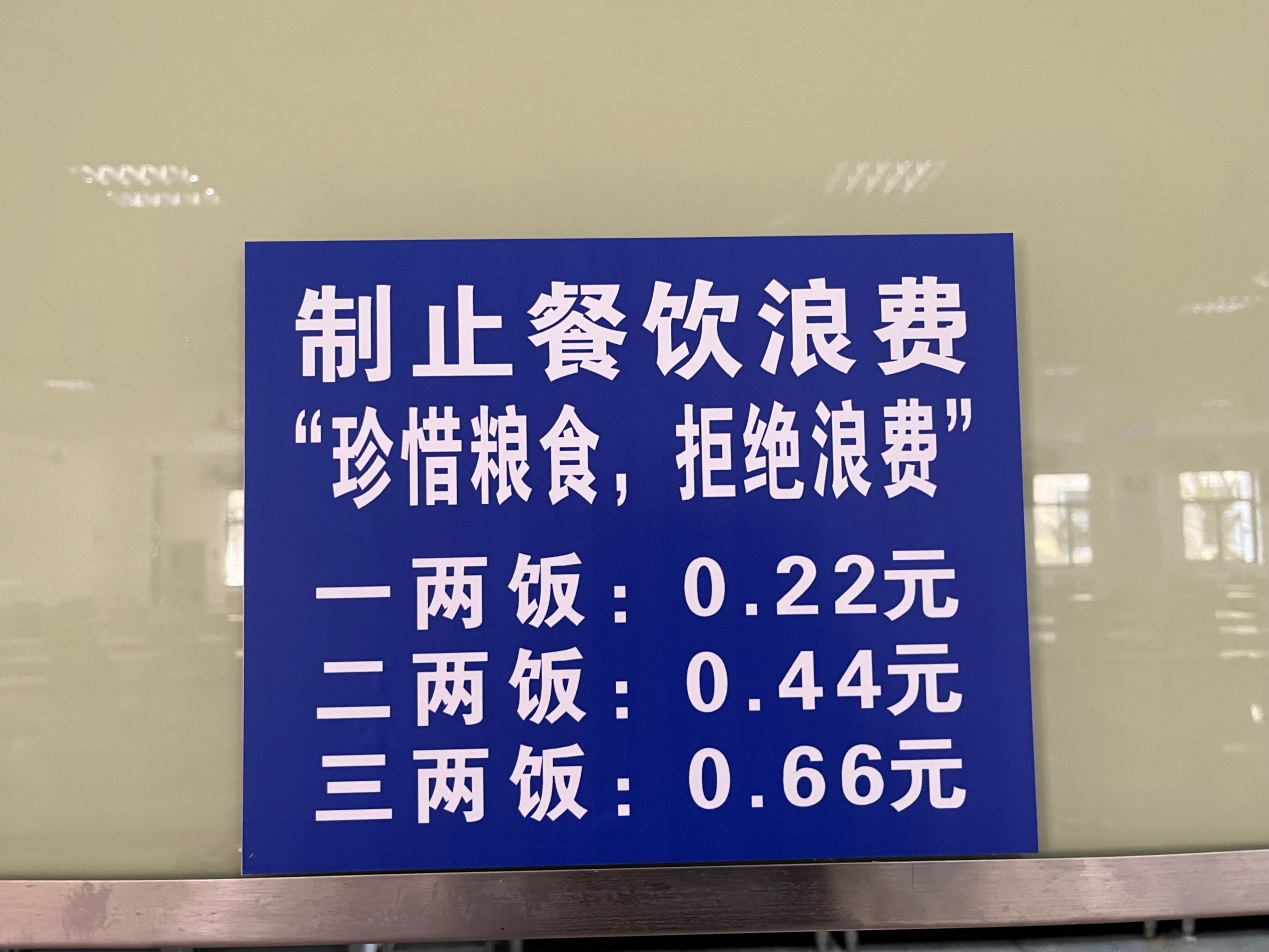 制止餐饮浪费
“珍惜粮食，拒绝浪费”
一两饭：0.22元
二两饭：0.44元
三两饭：0.66元